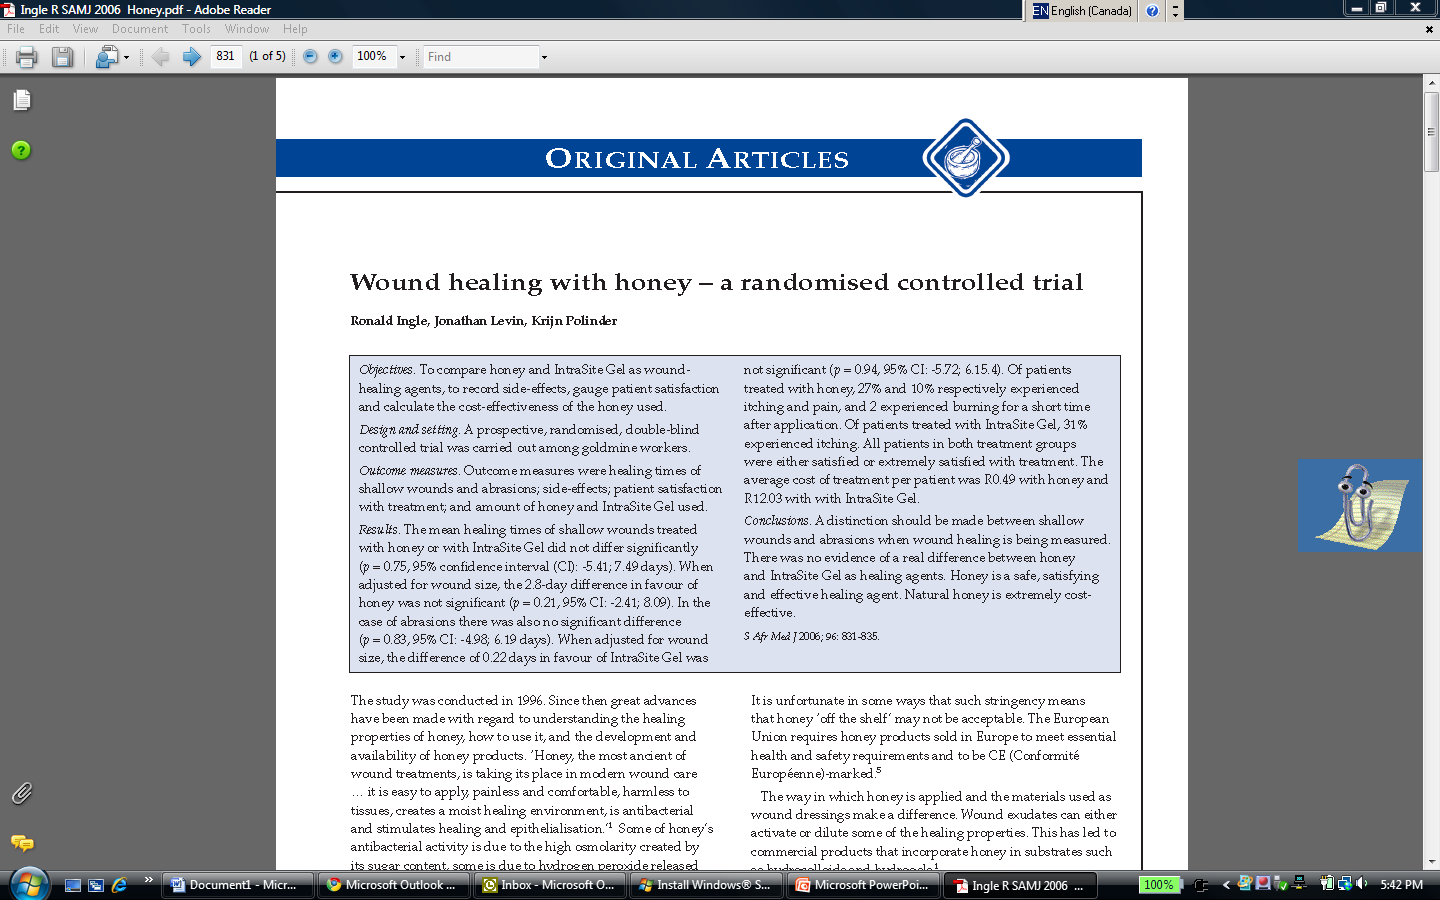 Ingle R SAMJ 2006  Honey.pdf - Adobe Reader
EN English (Canada)
File Edit View Document Tools Window Help
831 (1 of 5) 100% Find
ORIGINAL ARTICLES
Wound healing with honey – a randomised controlled trial
Ronald Ingle, Jonathan Levin, Krijn Polinder
Objectives. To compare honey and IntraSite Gel as wound-
healing agents, to record side-effects, gauge patient satisfaction
and calculate the cost-effectiveness of the honey used.
Design and setting. A prospective, randomised, double-blind
controlled trial was carried out among goldmine workers.
Outcome measures. Outcome measures were healing times of
shallow wounds and abrasions; side-effects; patient satisfaction
with treatment; and amount of honey and IntraSite Gel used.
Results. The mean healing times of shallow wounds treated
with honey or with IntraSite Gel did not differ significantly
(p = 0.75, 95% confidence interval (CI): -5.41; 7.49 days). When
adjusted for wound size, the 2.8-day difference in favour of
honey was not significant (p = 0.21, 95% CI: -2.41; 8.09). In the
case of abrasions there was also no significant difference
(p = 0.83, 95% CI: -4.98; 6.19 days). When adjusted for wound
size, the difference of 0.22 days in favour of IntraSite Gel was
not significant (p = 0.94, 95% CI: -5.72; 6.15.4). Of patients
treated with honey, 27% and 10% respectively experienced
itching and pain, and 2 experienced burning for a short time
after application. Of patients treated with IntraSite Gel, 31%
experienced itching. All patients in both treatment groups
were either satisfied or extremely satisfied with treatment. The
average cost of treatment per patient was R0.49 with honey and
R12.03 with with IntraSite Gel.
Conclusions. A distinction should be made between shallow
wounds and abrasions when wound healing is being measured.
There was no evidence of a real difference between honey
and IntraSite Gel as healing agents. Honey is a safe, satisfying
and effective healing agent. Natural honey is extremely cost-
effective.
S Afr Med J 2006; 96: 831-835.
The study was conducted in 1996. Since then great advances
have been made with regard to understanding the healing
properties of honey, how to use it, and the development and
availability of honey products. 'Honey, the most ancient of
wound treatments, is taking its place in modern wound care
… it is easy to apply, painless and comfortable, harmless to
tissues, creates a moist healing environment, is antibacterial
and stimulates healing and epithelialisation.'1 Some of honey's
antibacterial activity is due to the high osmolarity created by
its sugar content, some is due to hydrogen peroxide released
It is unfortunate in some ways that such stringency means
that honey 'off the shelf' may not be acceptable. The European
Union requires honey products sold in Europe to meet essential
health and safety requirements and to be CE (Conformité
Européenne)-marked.5
The way in which honey is applied and the materials used as
wound dressings make a difference. Wound exudates can either
activate or dilute some of the healing properties. This has led to
commercial products that incorporate honey in substrates such
as hydrocolloid and hydrogels.1
Document1 - Micr... Microsoft Outlook ... Inbox - Microsoft O... Install Windows® S... Microsoft PowerPoi... Ingle R SAMJ 2006 ... 100% 5:42 PM